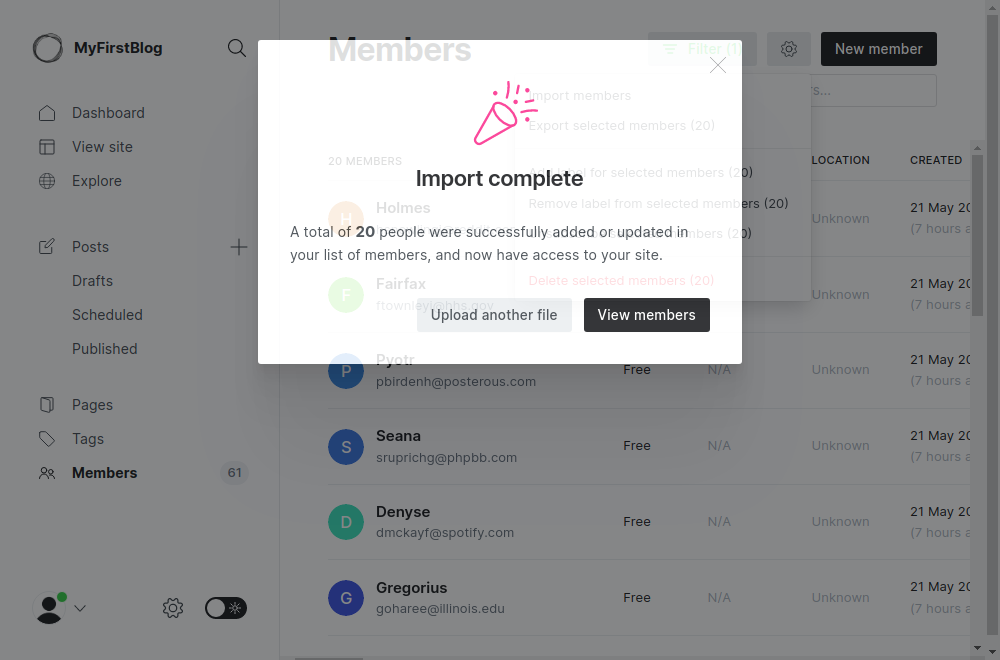 MyFirstBlog
Dashboard
View site
Explore
Posts
Drafts
Scheduled
Published
Pages
Tags
Members
61
Members
Filter (1)
New member
Import members
Export selected members (20)
Add label for selected members (20)
Remove label from selected members (20)
selected members (20)
Delete selected members (20)
Import complete
A total of 20 people were successfully added or updated in
your list of members, and now have access to your site.
Upload another file
View members
20 MEMBERS
LOCATION
CREATED
H
Holmes
Unknown
21 May 20
(7 hours a
F
Fairfax
ftownleyi@hhs.gov
Unknown
21 May 20
(7 hours a
P
Pyotr
pbirdenh@posterous.com
Free
N/A
Unknown
21 May 20
(7 hours a
S
Seana
sruprichg@phpbb.com
Free
N/A
Unknown
21 May 20
(7 hours a
D
Denyse
dmckayf@spotify.com
Free
N/A
Unknown
21 May 20
(7 hours a
G
Gregorius
goharee@illinois.edu
Free
N/A
Unknown
21 May 20
(7 hours a